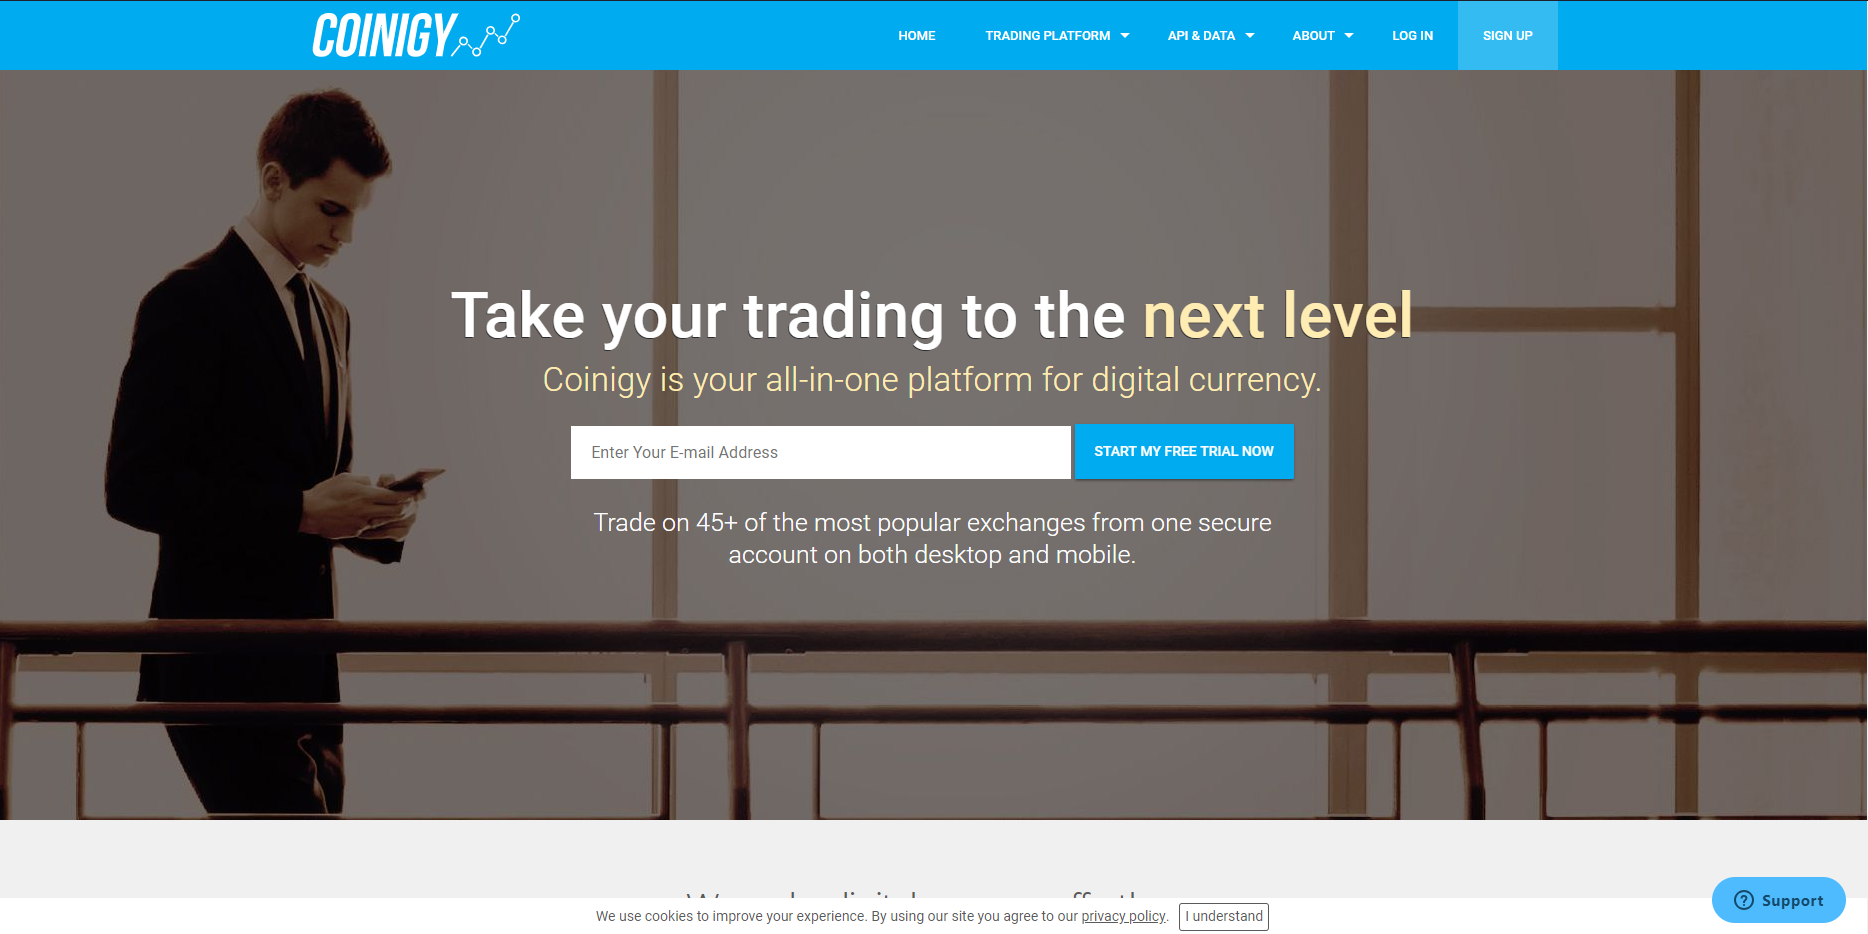 COINIGY
HOME TRADING PLATFORM API & DATA ABOUT LOG IN SIGN UP
Take your trading to the next level
Coinigy is your all-in-one platform for digital currency.
Enter Your E-mail Address START MY FREE TRIAL NOW
Trade on 45+ of the most popular exchanges from one secure
account on both desktop and mobile.
We use cookies to improve your experience. By using our site you agree to our privacy policy. I understand
Support